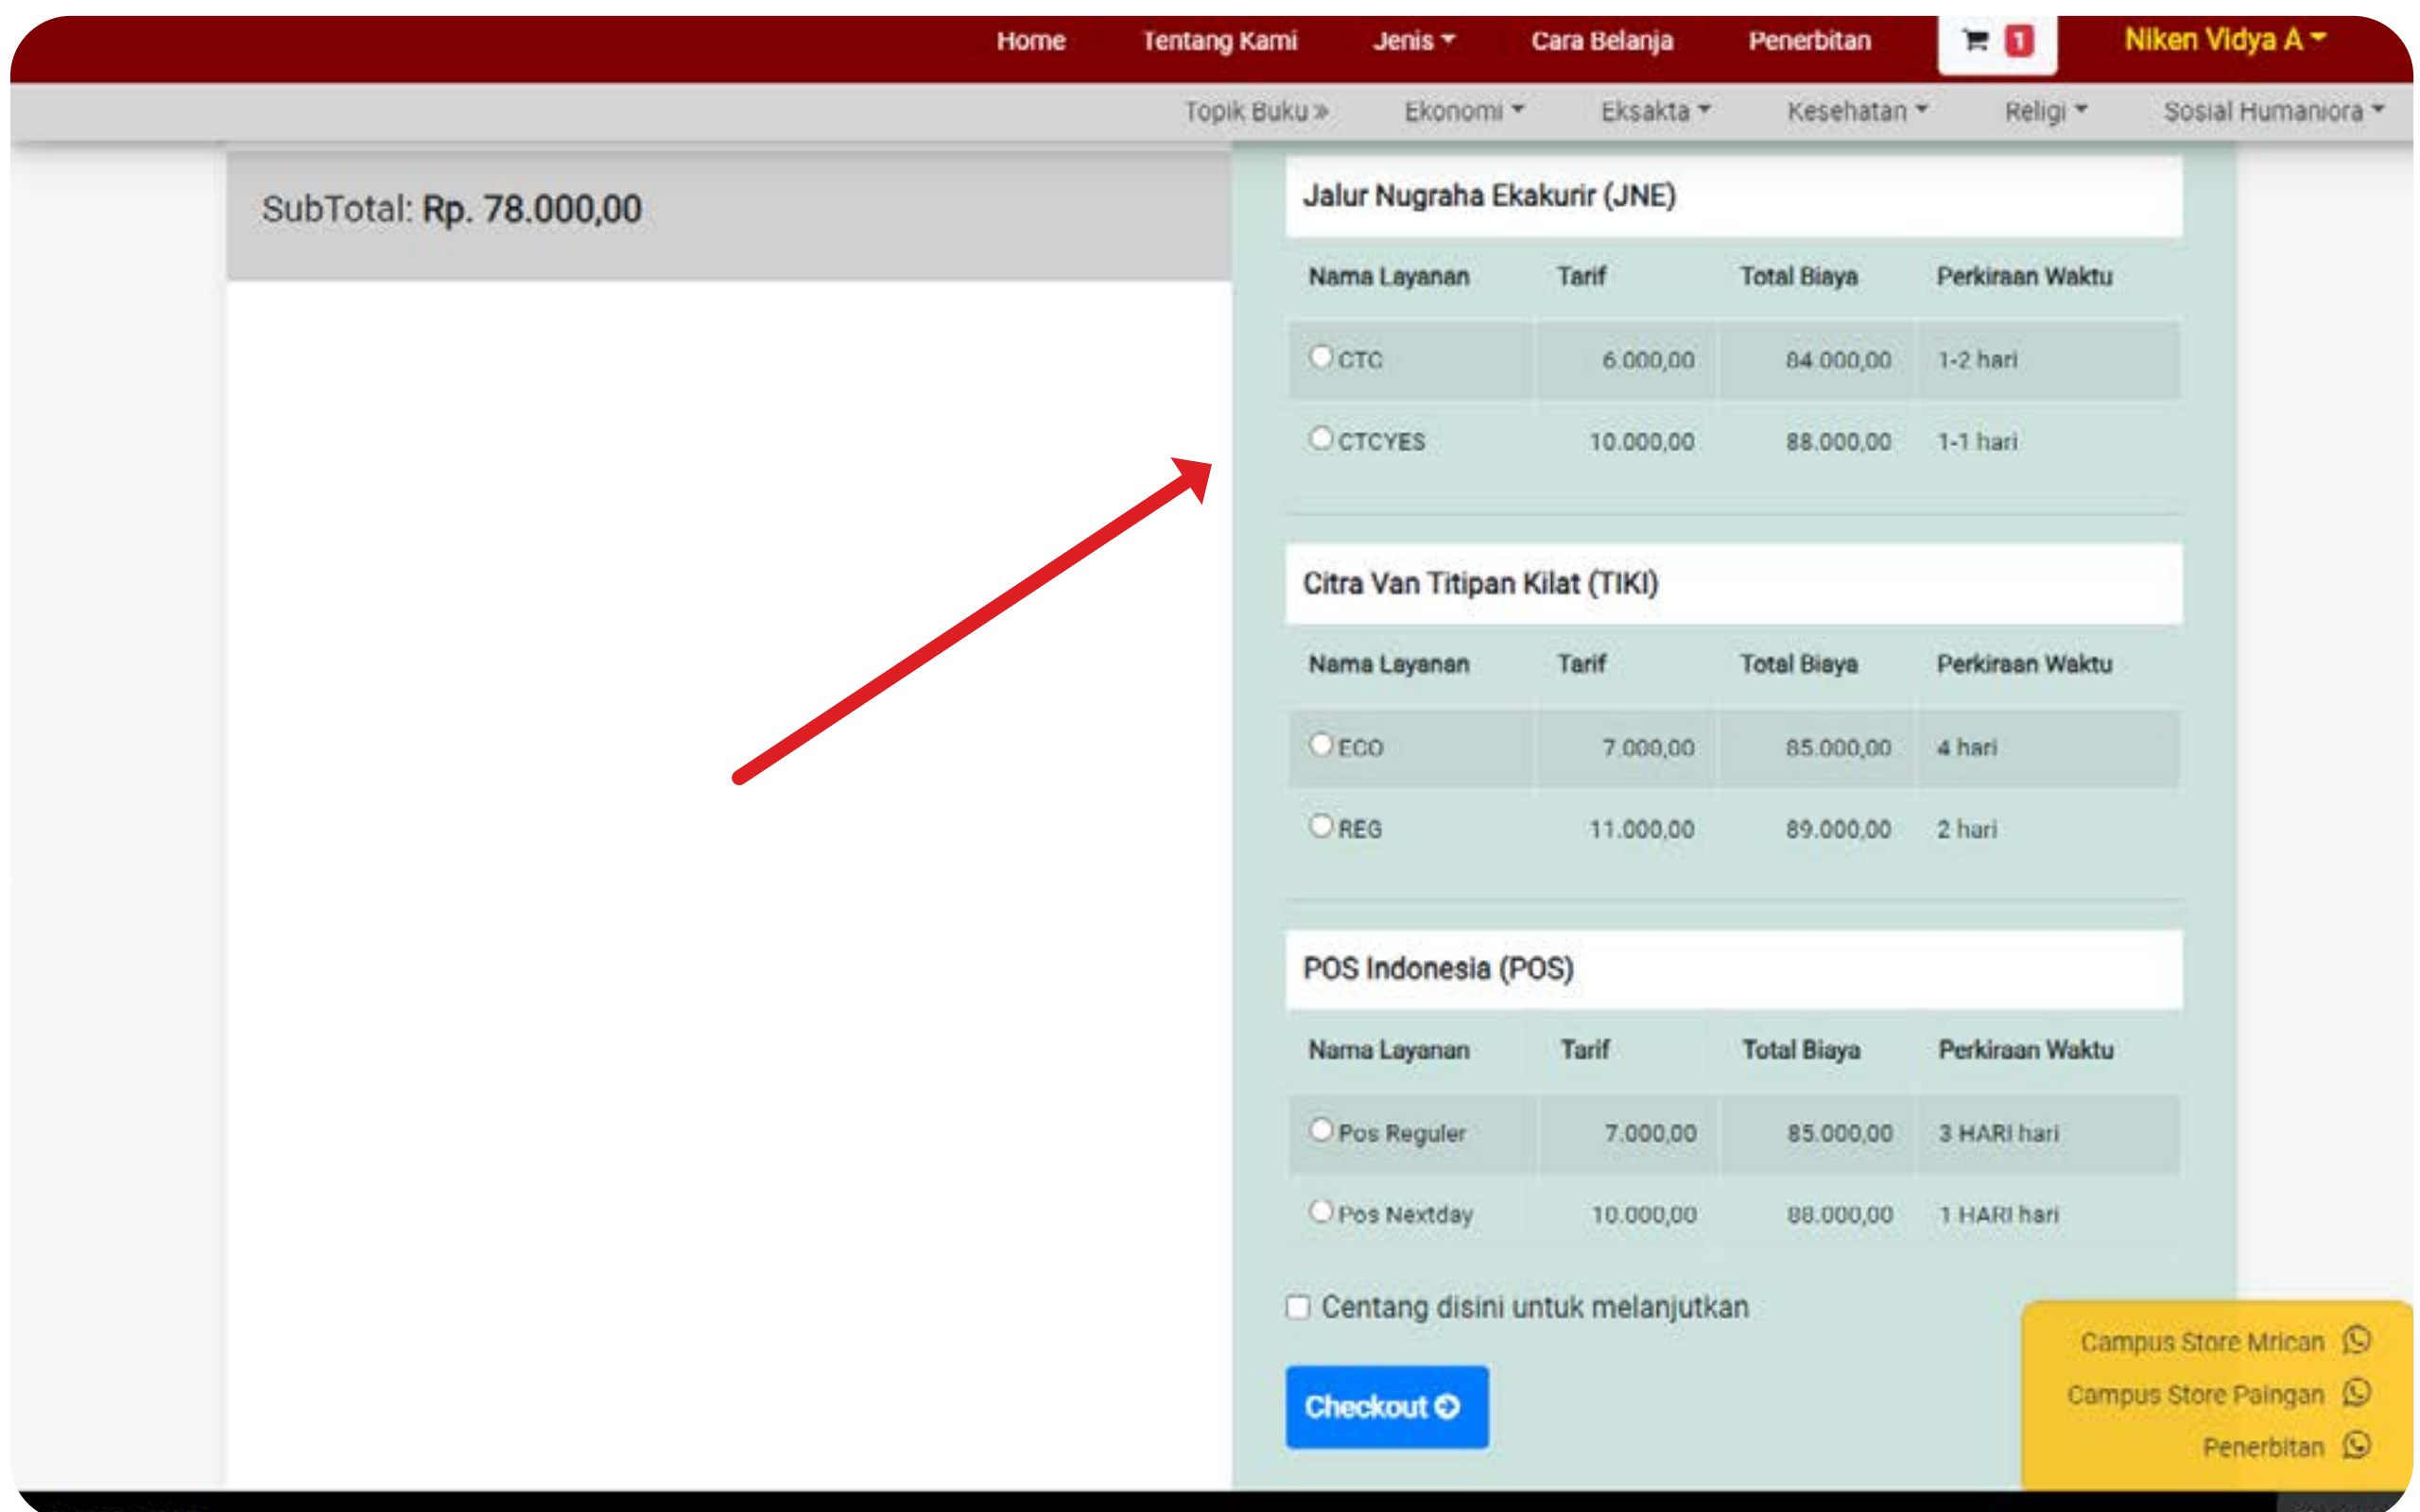 Home Tentang Kami Jenis Cara Belanja Penerbitan 1 Niken Vidya A
Topik Buku » Ekonomi Eksakta Kesehatan Religi Sosial Humaniora
SubTotal: Rp. 78.000,00
Jalur Nugraha Ekakurir (JNE)
Nama Layanan Tarif Total Biaya Perkiraan Waktu
CTC 6.000,00 84.000,00 1-2 hari
CTCYES 10.000,00 88.000,00 1-1 hari
Citra Van Titipan Kilat (TIKI)
Nama Layanan Tarif Total Biaya Perkiraan Waktu
ECO 7.000,00 85.000,00 4 hari
REG 11.000,00 89.000,00 2 hari
POS Indonesia (POS)
Nama Layanan Tarif Total Biaya Perkiraan Waktu
Pos Reguler 7.000,00 85.000,00 3 HARI hari
Pos Nextday 10.000,00 88.000,00 1 HARI hari
Centang disini untuk melanjutkan
Checkout
Campus Store Mrican
Campus Store Paingan
Penerbitan